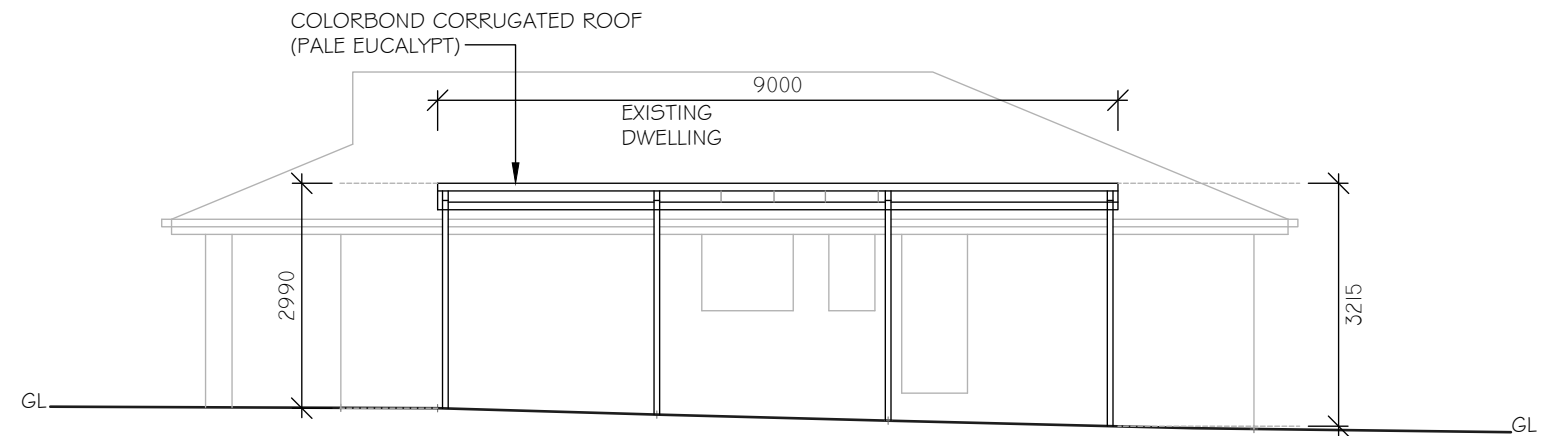 COLORBOND CORRUGATED ROOF
(PALE EUCALYPT)
9000
EXISTING
DWELLING
2990
3215
GL
GL